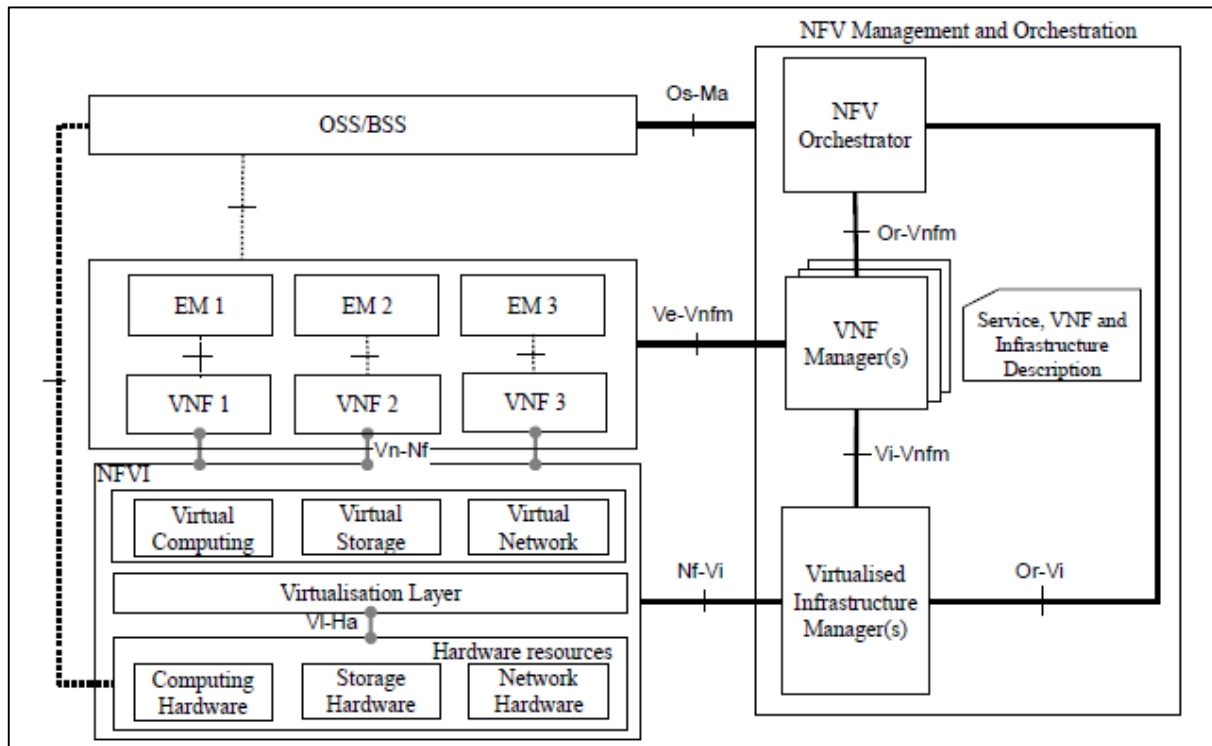 NFV Management and Orchestration
Os-Ma
OSS/BSS
NFV
Orchestrator
Or-Vnfm
EM 1
EM 2
EM 3
Ve-Vnfm
VNF
Manager(s)
Service, VNF and
Infrastructure
Description
VNF 1
VNF 2
VNF 3
Vn-Nf
Vi-Vnfm
NFVI
Virtual
Computing
Virtual
Storage
Virtual
Network
Nf-Vi
Virtualised
Infrastructure
Manager(s)
Or-Vi
Virtualisation Layer
Vl-Ha
Hardware resources
Computing
Hardware
Storage
Hardware
Network
Hardware